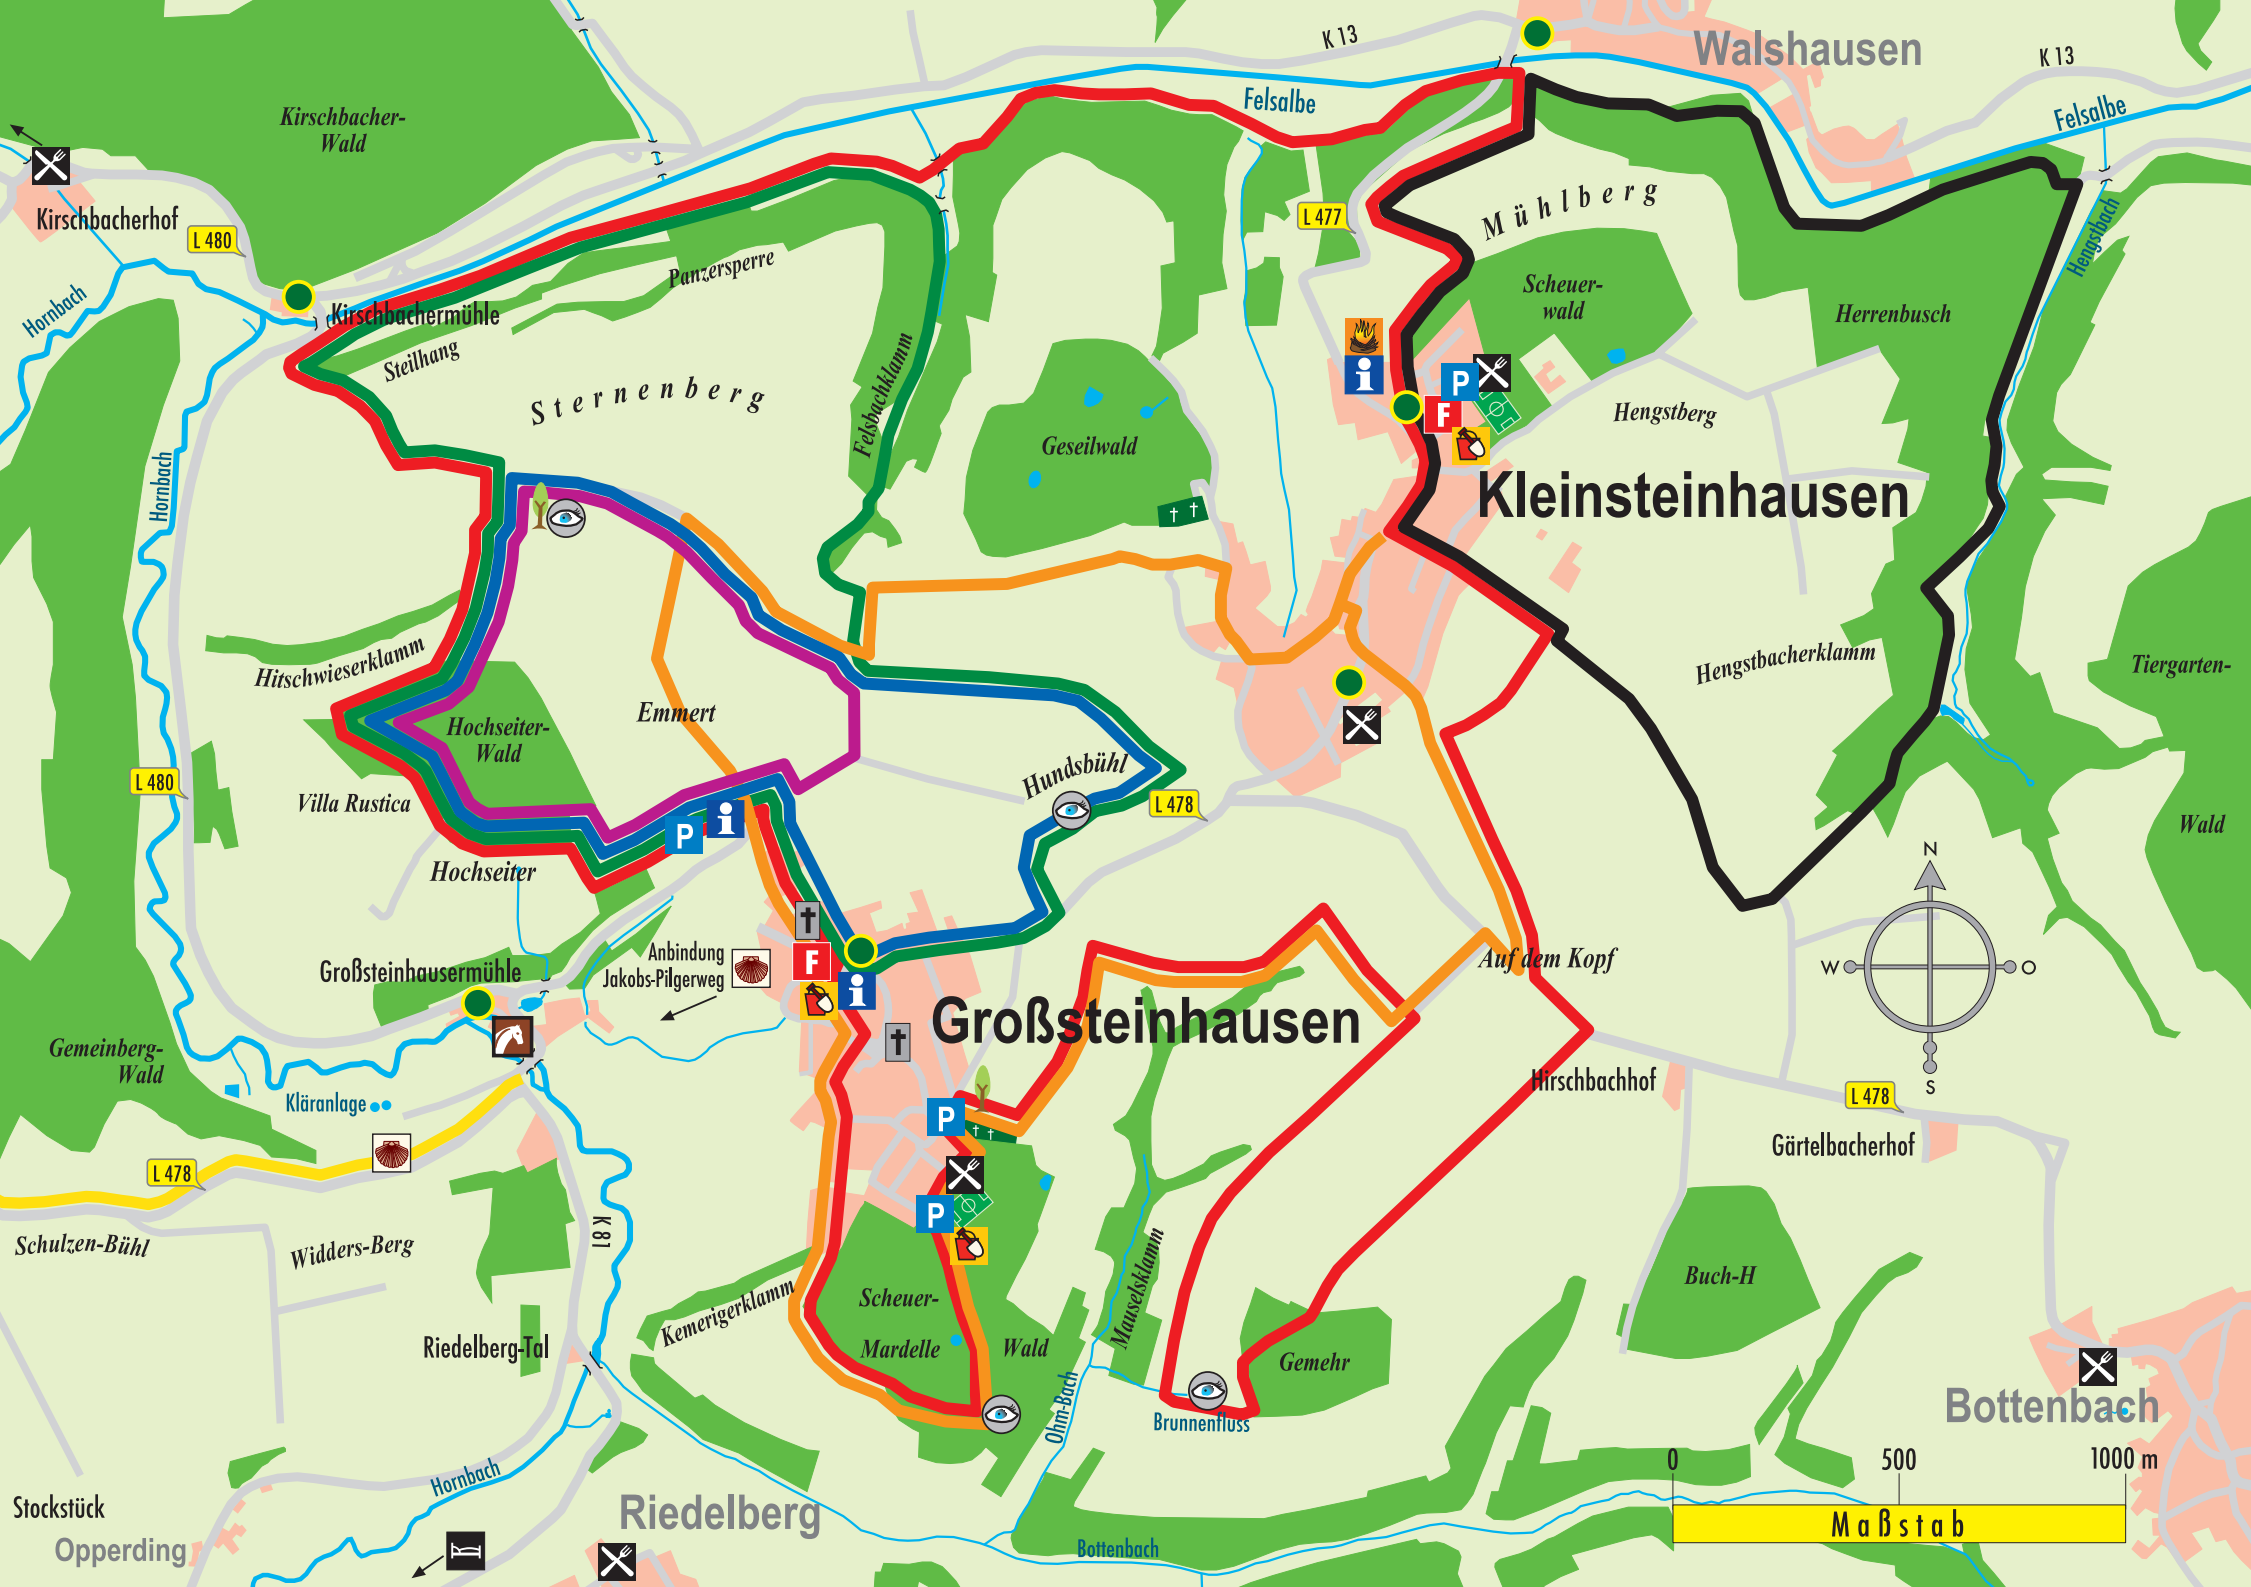 K 13
Walshausen
K 13
Kirschbacher-
Wald
Felsalbe
Felsalbe
Kirschbacherhof
L 480
L 477
Mühlberg
Hengstbach
Panzersperre
Hornbach
Kirschbachermühle
Scheuer-
wald
Herrenbusch
Steilhang
Sternenberg
Felsbachklamm
i
P
F
Hengstberg
Geseilwald
Hornbach
Kleinsteinhausen
Hitschwieserklamm
Hengstbacherklamm
Tiergarten-
Wald
Emmert
Hochseiter-
Wald
L 480
Villa Rustica
Hundsbühl
L 478
P
i
Hochseiter
N
W
O
S
Anbindung
Jakobs-Pilgerweg
F
i
Großsteinhausermühle
Auf dem Kopf
Großsteinhausen
Gemeinberg-
Wald
Kläranlage
Hirschbachhof
L 478
P
Gärtelbacherhof
L 478
P
Schulzen-Bühl
Widders-Berg
K 81
Mauselsklamm
Buch-H
Kemerigerklamm
Scheuer-
Mardelle
Wald
Riedelberg-Tal
Gemehr
Ohm-Bach
Brunnenfluss
Bottenbach
0
500
1000 m
Maßstab
Hornbach
Stockstück
Opperding
Riedelberg
Bottenbach